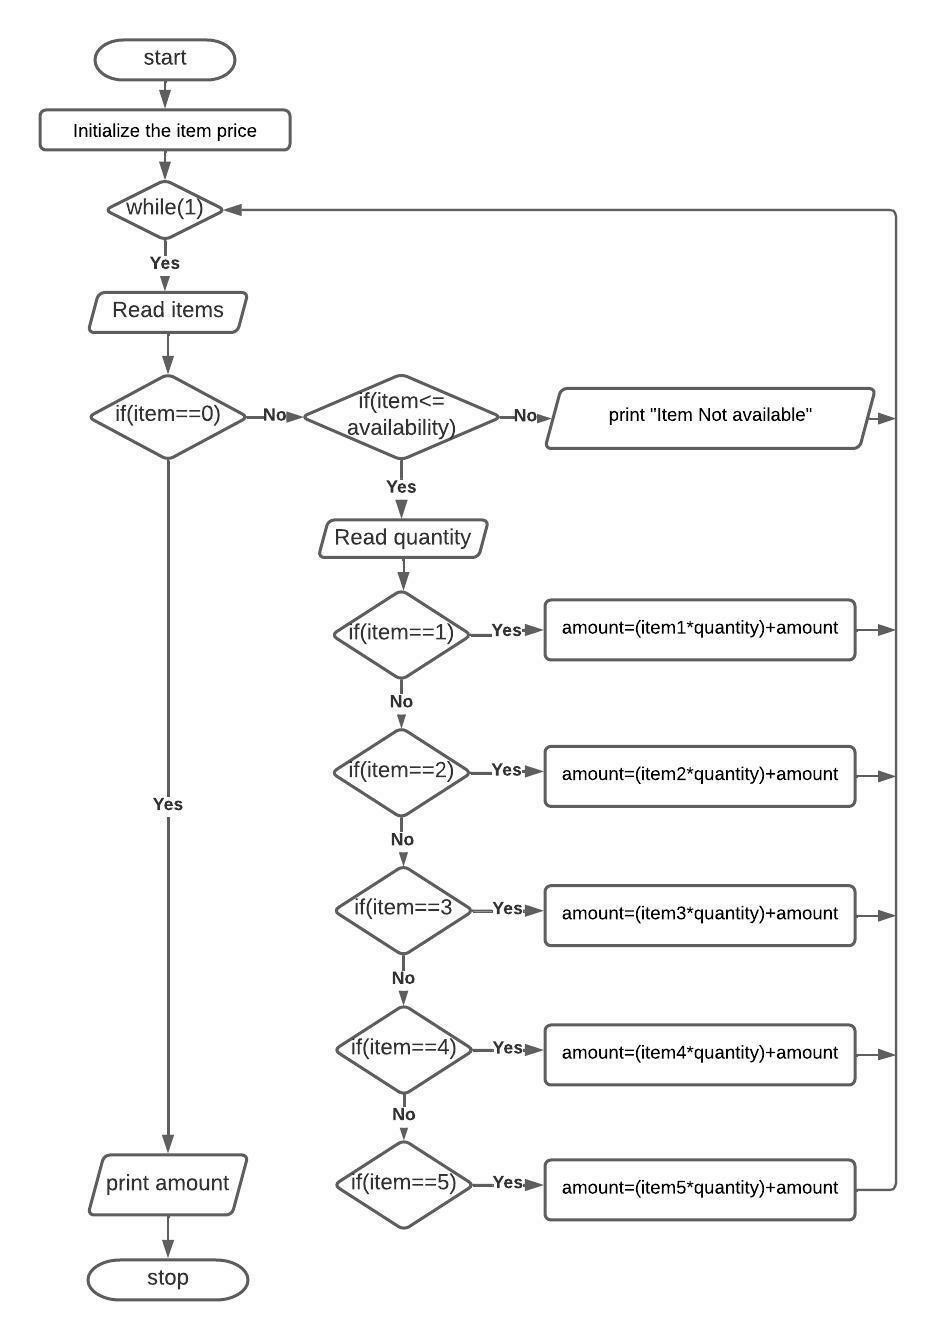 start
Initialize the item price
while(1)
Yes
Read items
if(item==0)
No
if(item<=
availability)
No
print "Item Not available"
Yes
Read quantity
if(item==1)
Yes
amount=(item1*quantity)+amount
No
if(item==2)
Yes
amount=(item2*quantity)+amount
No
if(item==3
Yes
amount=(item3*quantity)+amount
No
if(item==4)
Yes
amount=(item4*quantity)+amount
No
if(item==5)
Yes
amount=(item5*quantity)+amount
Yes
print amount
stop